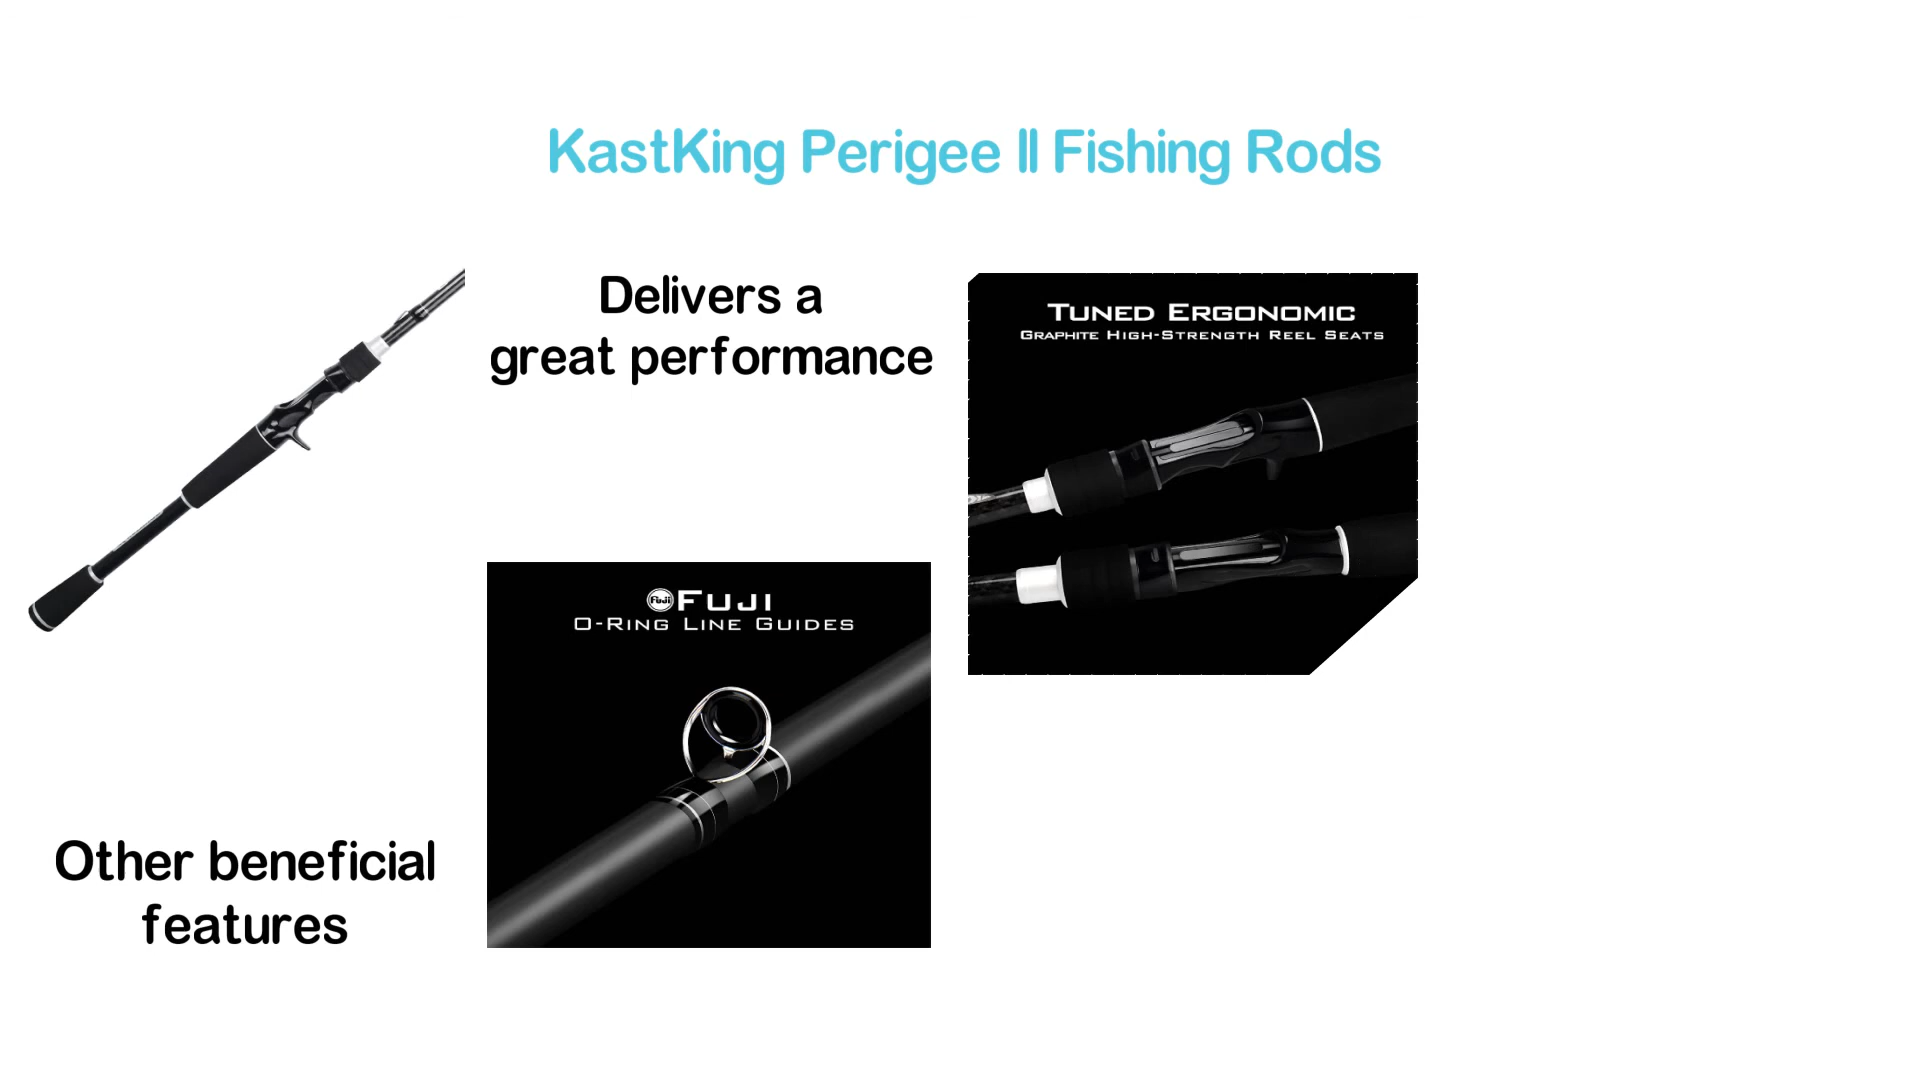 KastKing Perigee II Fishing Rods
Delivers a
great performance
TUNED ERGONOMIC
GRAPHITE HIGH-STRENGTH REEL SEATS
FUJI FUJI
O-RING LINE GUIDES
Other beneficial
features